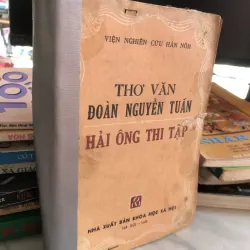 VIỆN NGHIÊN CỨU HÁN NÔM
THƠ VĂN
ĐOÀN NGUYỄN TUẤN
HẢI ÔNG THI TẬP
NHÀ XUẤT BẢN KHOA HỌC XÃ HỘI
100